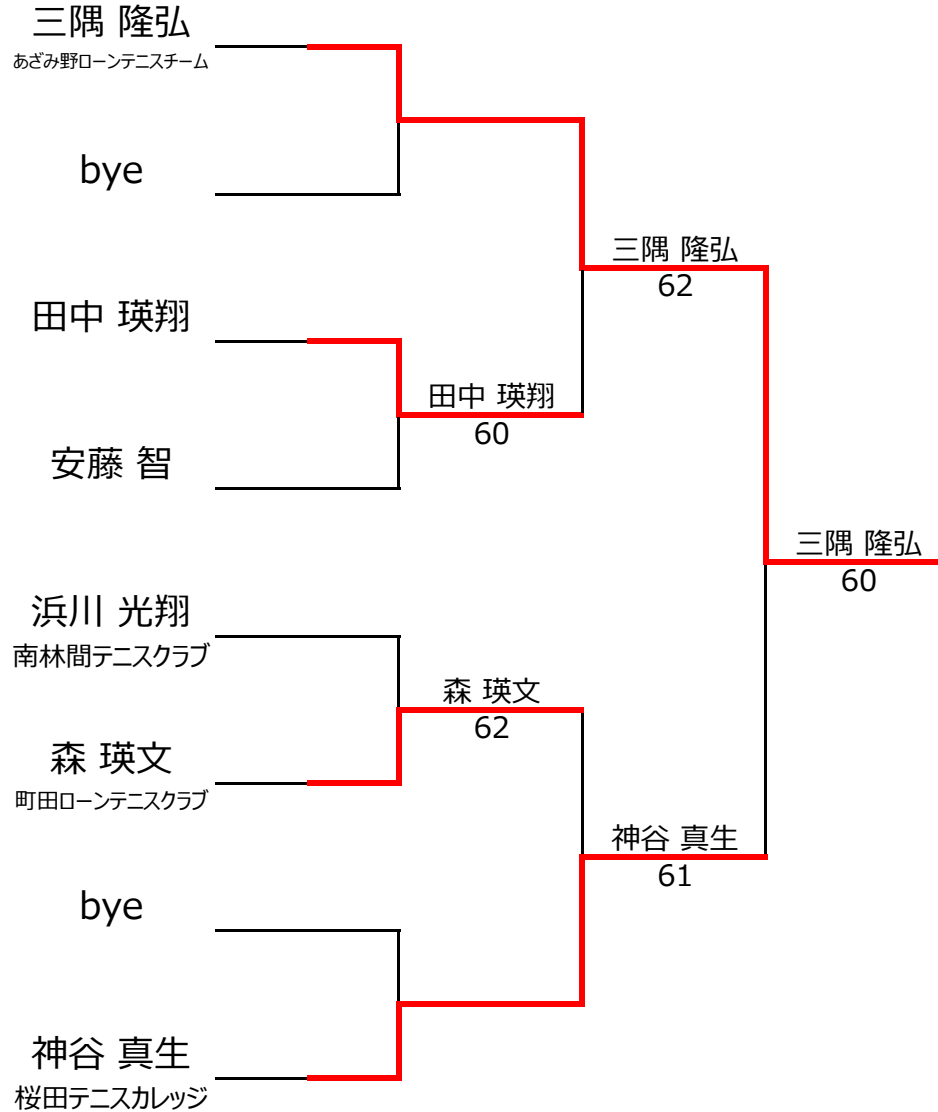 三隅 隆弘
あざみ野ローンテニスチーム
bye
三隅 隆弘
62
田中 瑛翔
田中 瑛翔
60
安藤 智
三隅 隆弘
60
浜川 光翔
南林間テニスクラブ
森 瑛文
62
森 瑛文
町田ローンテニスクラブ
神谷 真生
61
bye
神谷 真生
桜田テニスカレッジ